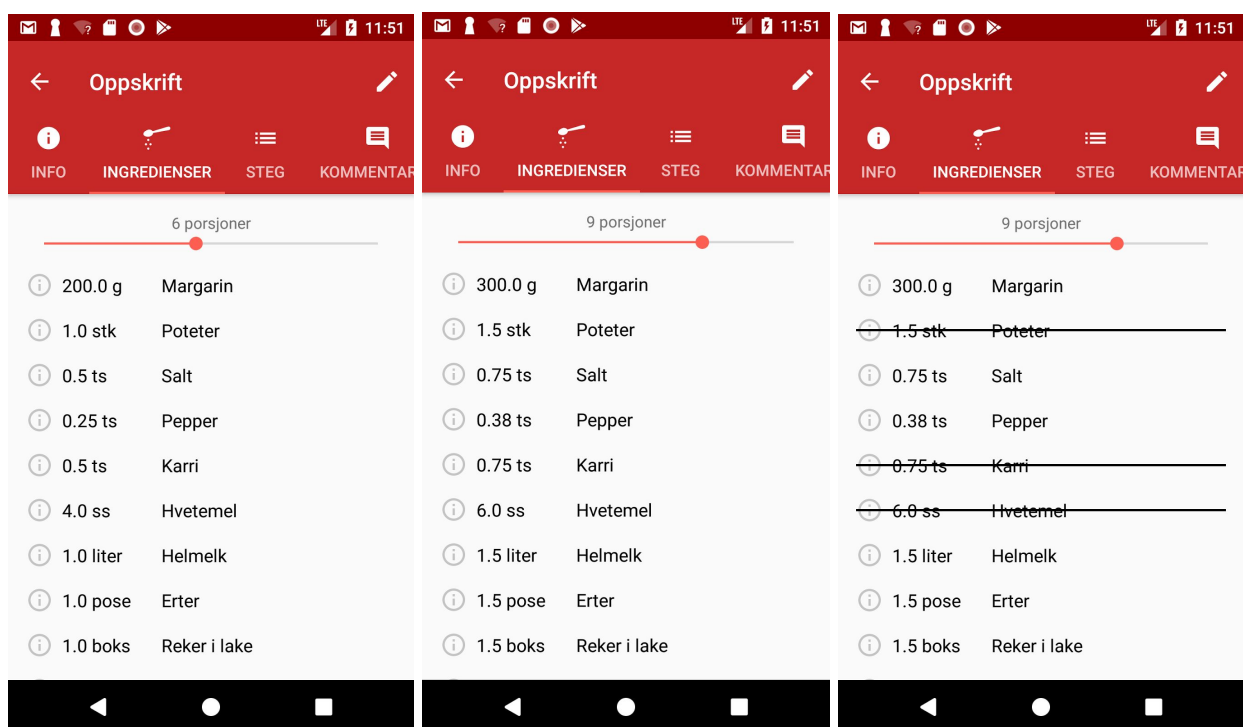 LTE 11:51
Oppskrift
INFO INGREDIENSER STEG KOMMENTAR
6 porsjoner
200.0 g Margarin
1.0 stk Poteter
0.5 ts Salt
0.25 ts Pepper
0.5 ts Karri
4.0 ss Hvetemel
1.0 liter Helmelk
1.0 pose Erter
1.0 boks Reker i lake
LTE 11:51
Oppskrift
INFO INGREDIENSER STEG KOMMENTAR
9 porsjoner
300.0 g Margarin
1.5 stk Poteter
0.75 ts Salt
0.38 ts Pepper
0.75 ts Karri
6.0 ss Hvetemel
1.5 liter Helmelk
1.5 pose Erter
1.5 boks Reker i lake
LTE 11:51
Oppskrift
INFO INGREDIENSER STEG KOMMENTAR
9 porsjoner
300.0 g Margarin
1.5 stk Poteter
0.75 ts Salt
0.38 ts Pepper
0.75 ts Karri
6.0 ss Hvetemel
1.5 liter Helmelk
1.5 pose Erter
1.5 boks Reker i lake